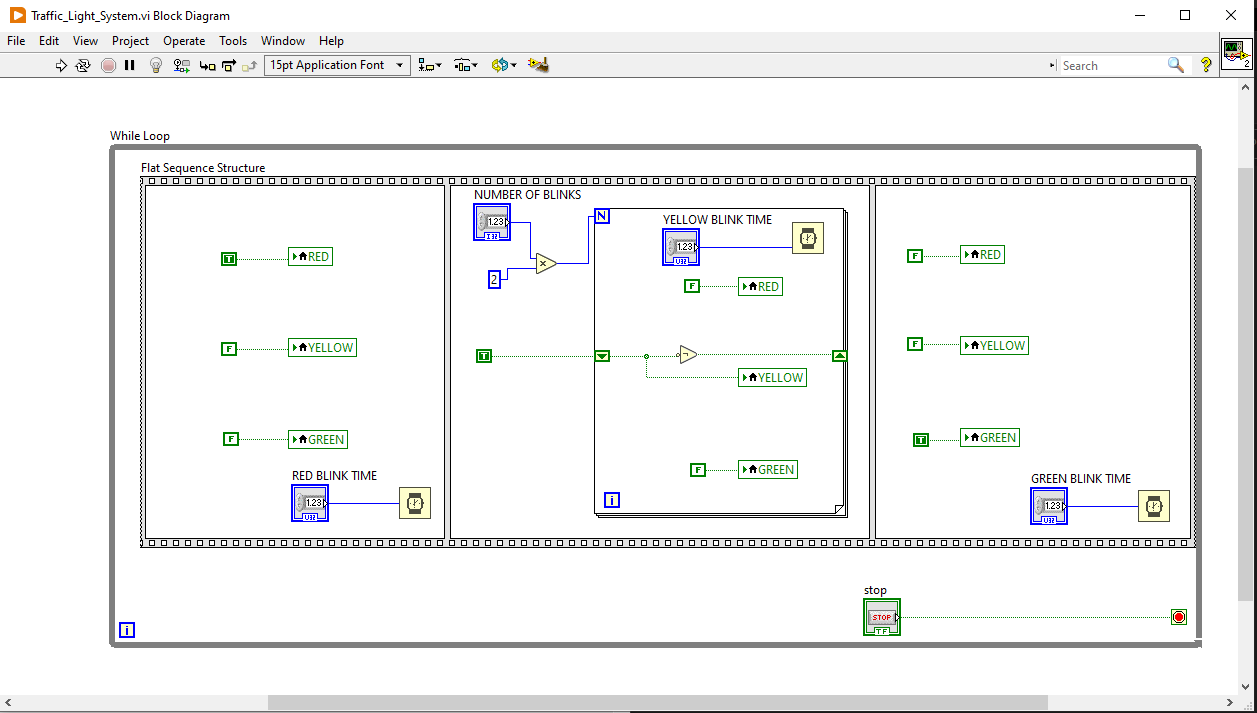 Traffic_Light_System.vi Block Diagram
File Edit View Project Operate Tools Window Help
15pt Application Font
Search
2
While Loop
Flat Sequence Structure
NUMBER OF BLINKS
1.23
I32
N
YELLOW BLINK TIME
1.23
U32
2
T
RED
F
RED
F
RED
F
YELLOW
T
YELLOW
F
YELLOW
F
GREEN
F
GREEN
T
GREEN
RED BLINK TIME
1.23
U32
i
GREEN BLINK TIME
1.23
U32
stop
STOP
TF
i